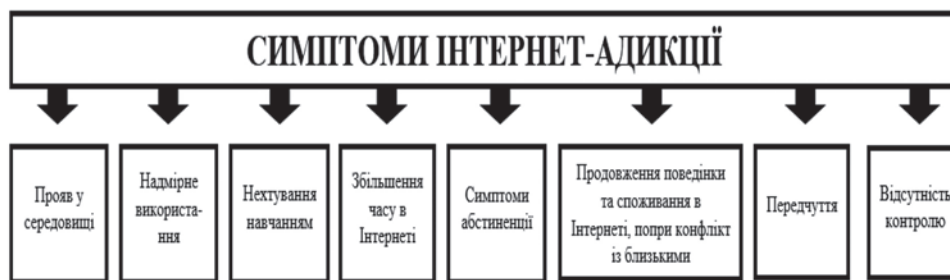 СИМПТОМИ ІНТЕРНЕТ-АДИКЦІЇ
Прояв у
середовищі
Надмірне
використа-
ння
Нехтування
навчанням
Збільшення
часу в
Інтернеті
Симптоми
абстиненції
Продовження поведінки
та споживання в
Інтернеті, попри конфлікт
із близькими
Передчуття
Відсутність
контролю